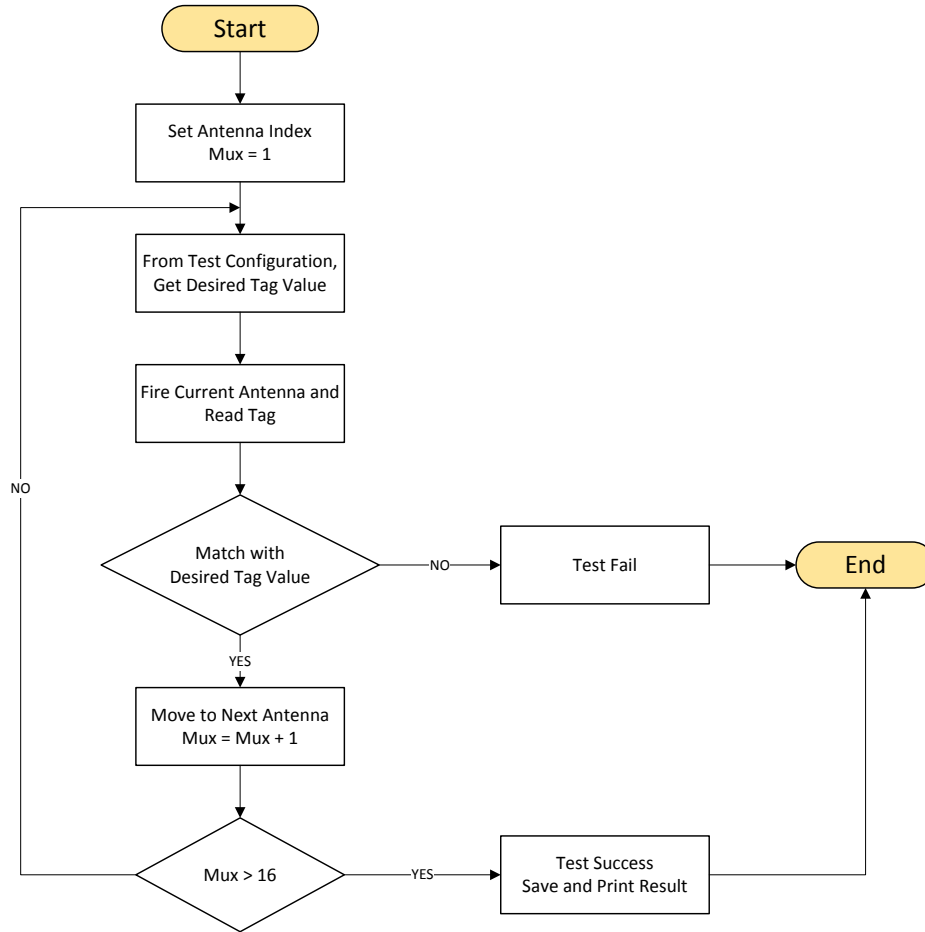 Start
Set Antenna Index
Mux = 1
From Test Configuration,
Get Desired Tag Value
Fire Current Antenna and
Read Tag
NO
Match with
Desired Tag Value
NO
Test Fail
End
YES
Move to Next Antenna
Mux = Mux + 1
Mux > 16
YES
Test Success
Save and Print Result